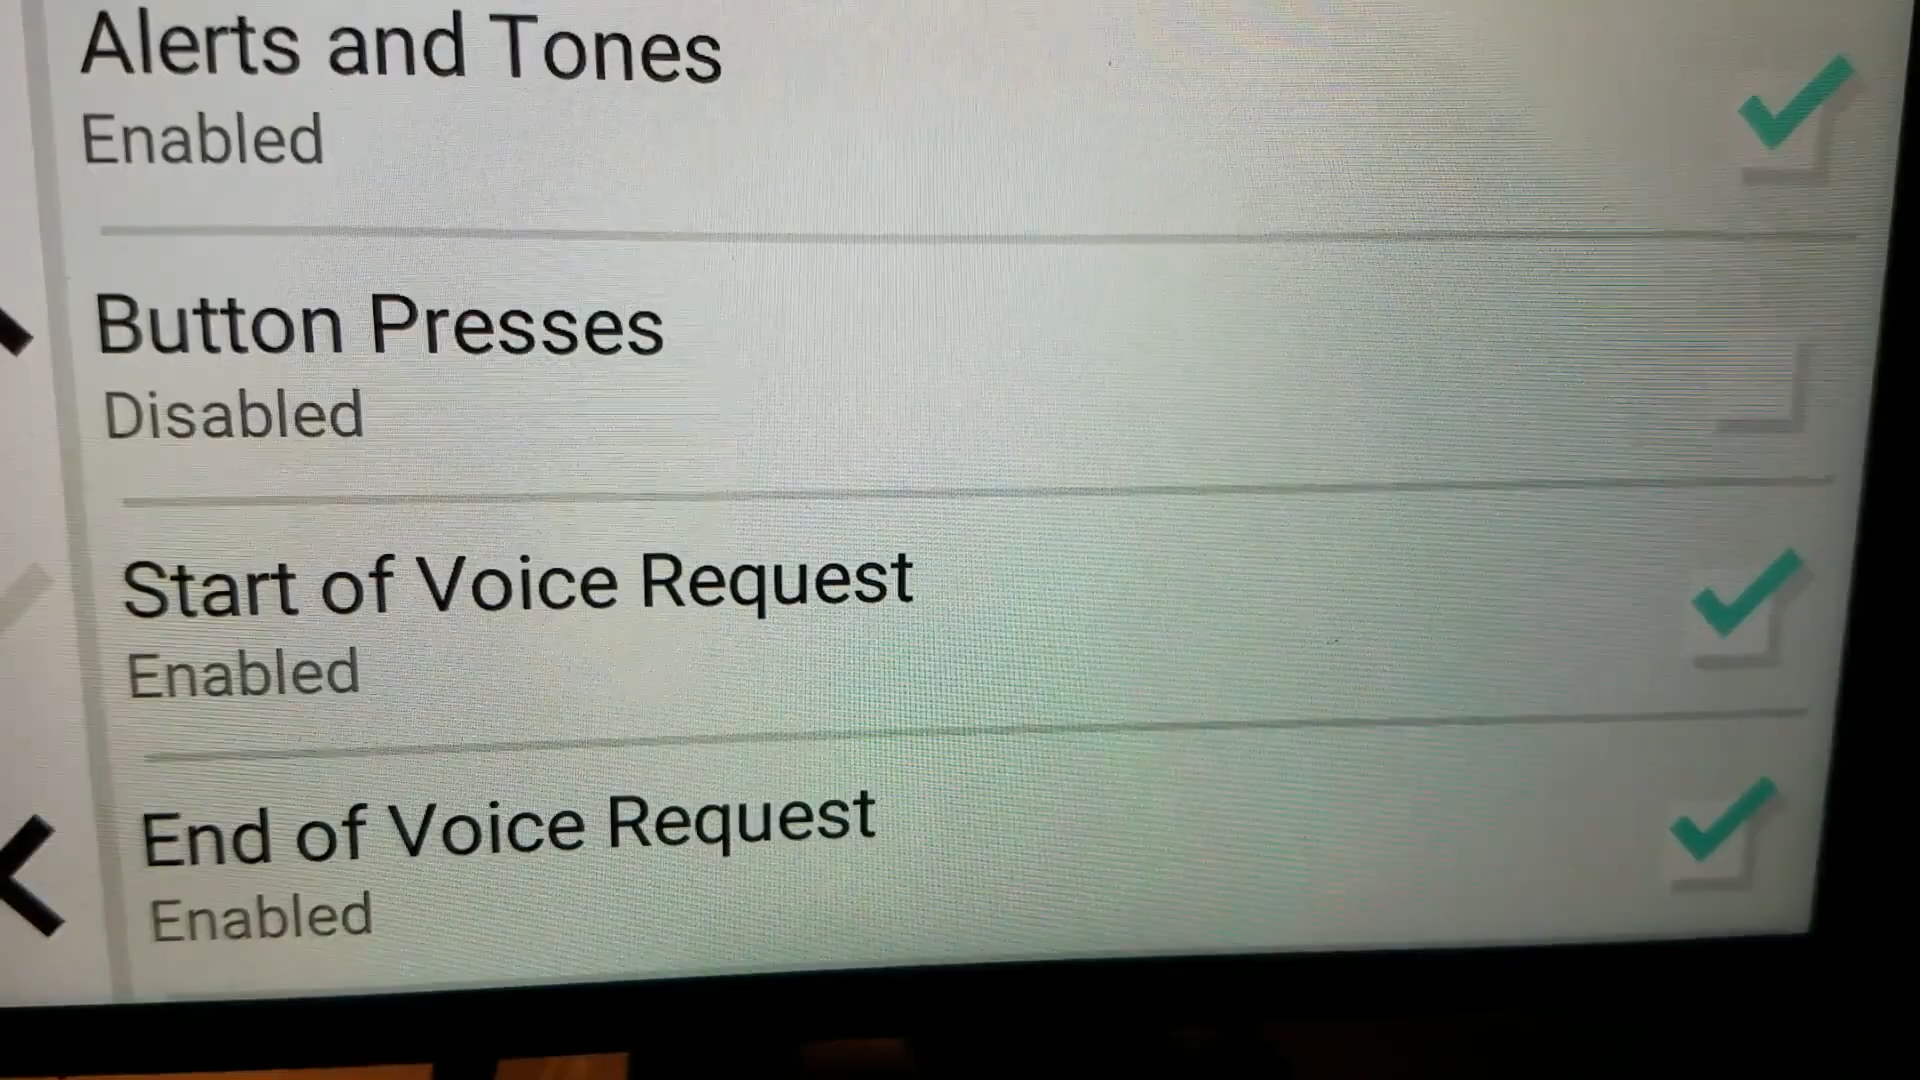 Alerts and Tones
Enabled
Button Presses
Disabled
Start of Voice Request
Enabled
End of Voice Request
Enabled